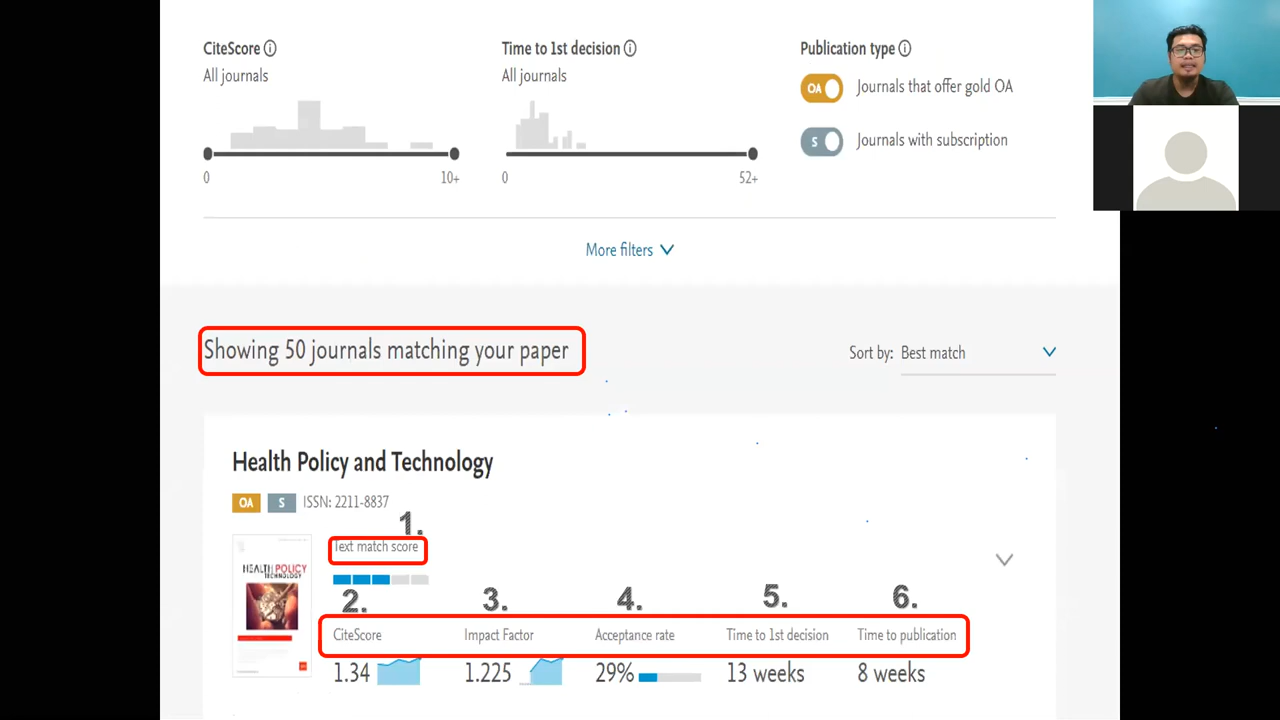 CiteScore
All journals
0 10+
Time to 1st decision
All journals
0 52+
Publication type
OA Journals that offer gold OA
S Journals with subscription
More filters
Showing 50 journals matching your paper
Sort by: Best match
Health Policy and Technology
OA S ISSN: 2211-8837
HEALTH POLICY
TECHNOLOGY
1.
Text match score
2. 3. 4. 5. 6.
CiteScore Impact Factor Acceptance rate Time to 1st decision Time to publication
1.34 1.225 29% 13 weeks 8 weeks